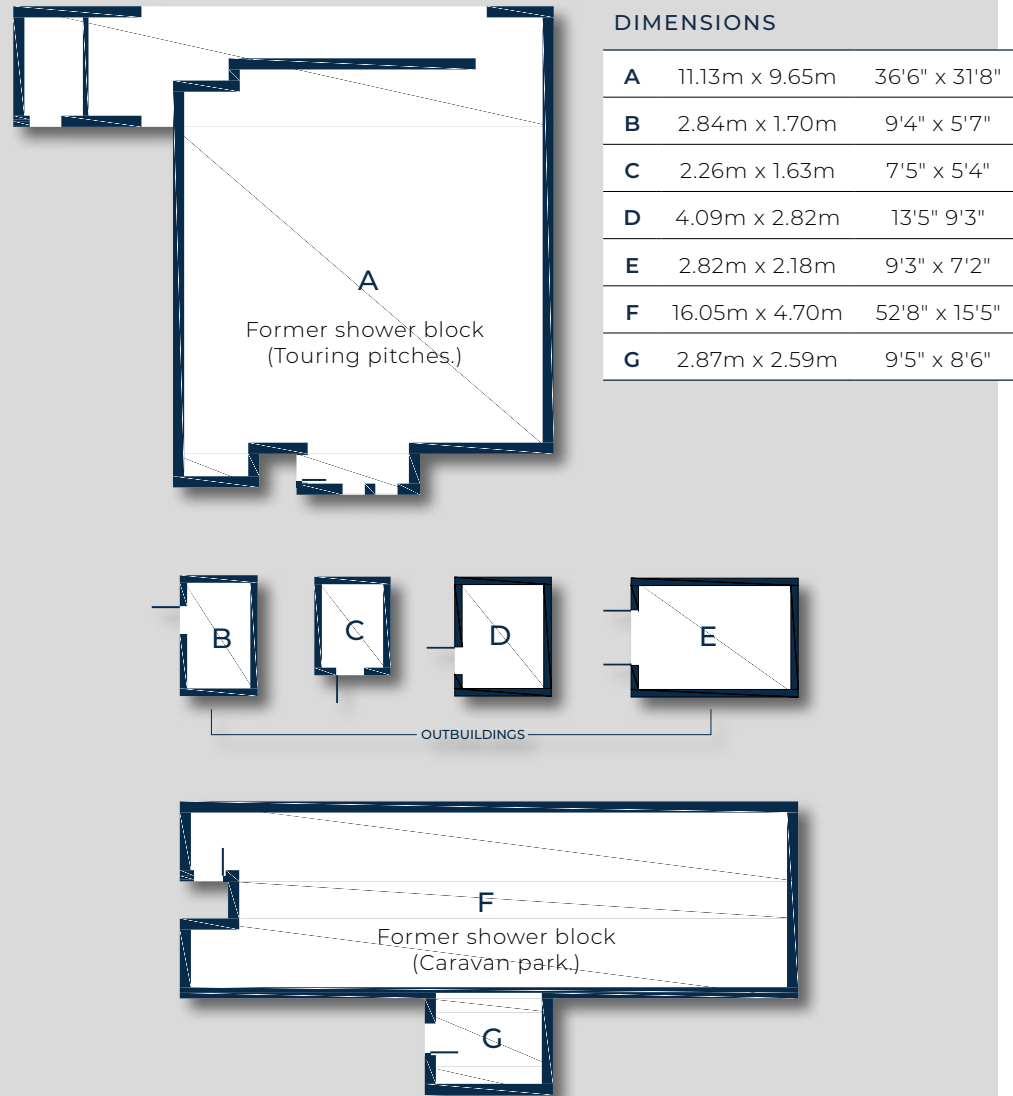 DIMENSIONS
A 11.13m x 9.65m 36'6" x 31'8"
B 2.84m x 1.70m 9'4" x 5'7"
C 2.26m x 1.63m 7'5" x 5'4"
D 4.09m x 2.82m 13'5" 9'3"
E 2.82m x 2.18m 9'3" x 7'2"
F 16.05m x 4.70m 52'8" x 15'5"
G 2.87m x 2.59m 9'5" x 8'6"
A
Former shower block
(Touring pitches.)
B
C
D
E
OUTBUILDINGS
F
Former shower block
(Caravan park.)
G